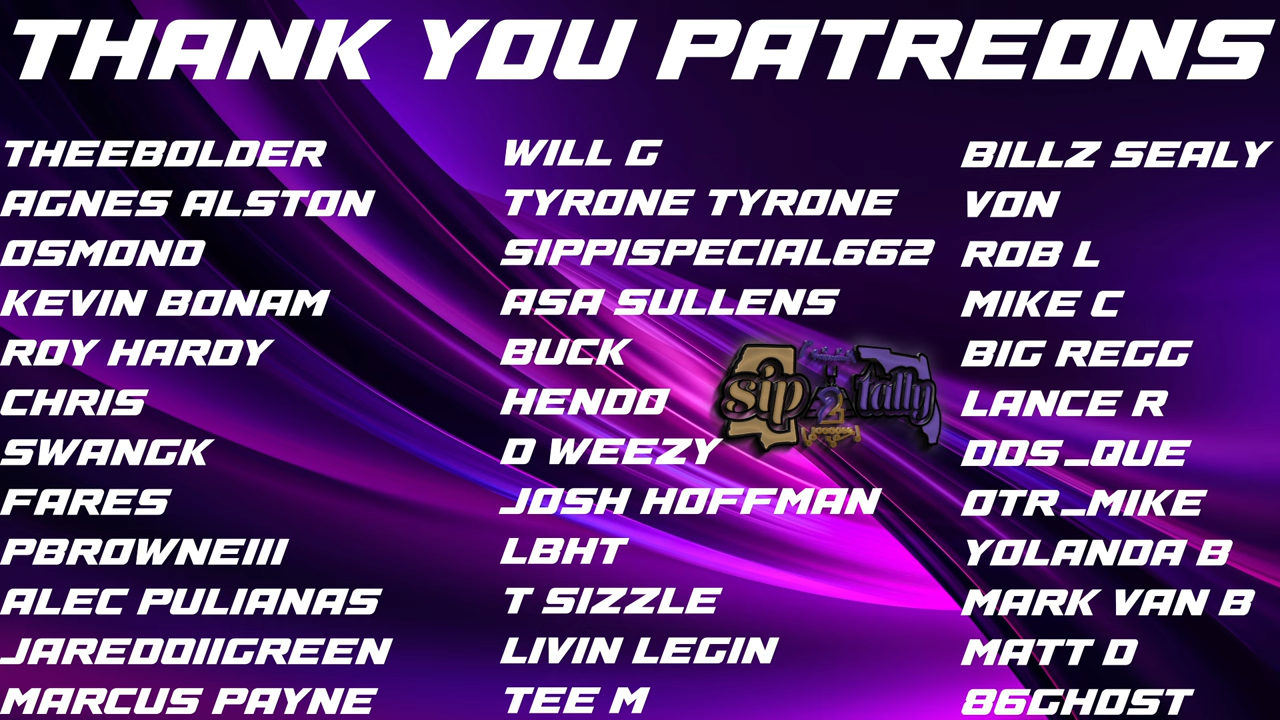 THANK YOU PATREONS
THEEBOLDER
AGNES ALSTON
OSMOND
KEVIN BONAM
ROY HARDY
CHRIS
SWANGK
FARES
PBROWNEIII
ALEC PULIANAS
JAREDOIIGREEN
MARCUS PAYNE
WILL G
TYRONE TYRONE
SIPPISPECIAL662
ASA SULLENS
BUCK
HENDO
D WEEZY
JOSH HOFFMAN
LBHT
T SIZZLE
LIVIN LEGIN
TEE M
sip 2 tally
BILLZ SEALY
VON
ROB L
MIKE C
BIG REGG
LANCE R
DDS_QUE
OTR_MIKE
YOLANDA B
MARK VAN B
MATT D
86GHOST